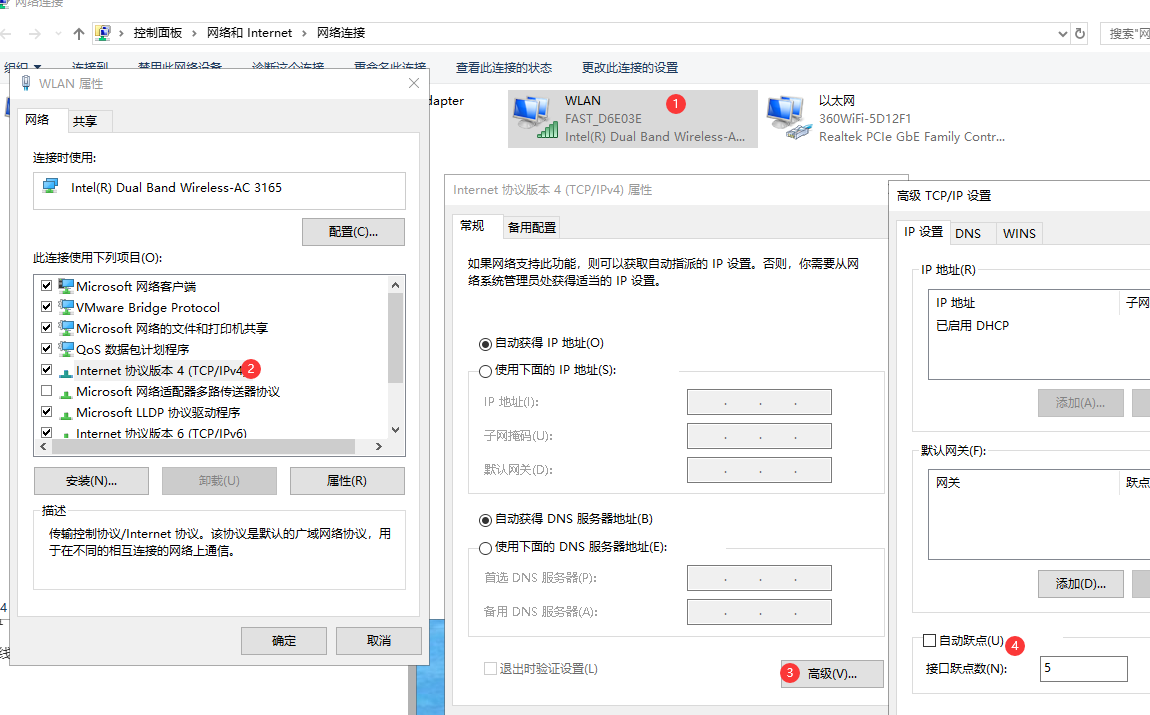 网络连接
控制面板 › 网络和 Internet › 网络连接
搜索"网
组织
连接到
禁用此网络设备
诊断这个连接
重命名此连接
查看此连接的状态
更改此连接的设置
dapter
WLAN
FAST_D6E03E
Intel(R) Dual Band Wireless-A...
1
以太网
360WiFi-5D12F1
Realtek PCIe GbE Family Contr...
WLAN 属性
网络
共享
连接时使用:
Intel(R) Dual Band Wireless-AC 3165
配置(C)...
此连接使用下列项目(O):
Microsoft 网络客户端
VMware Bridge Protocol
Microsoft 网络的文件和打印机共享
QoS 数据包计划程序
Internet 协议版本 4 (TCP/IPv4
2
Microsoft 网络适配器多路传送器协议
Microsoft LLDP 协议驱动程序
Internet 协议版本 6 (TCP/IPv6)
安装(N)...
卸载(U)
属性(R)
描述
传输控制协议/Internet 协议。该协议是默认的广域网络协议，用
于在不同的相互连接的网络上通信。
确定
取消
4
线
Internet 协议版本 4 (TCP/IPv4) 属性
常规
备用配置
如果网络支持此功能，则可以获取自动指派的 IP 设置。否则，你需要从网
络系统管理员处获得适当的 IP 设置。
自动获得 IP 地址(O)
使用下面的 IP 地址(S):
IP 地址(I):
子网掩码(U):
默认网关(D):
自动获得 DNS 服务器地址(B)
使用下面的 DNS 服务器地址(E):
首选 DNS 服务器(P):
备用 DNS 服务器(A):
退出时验证设置(L)
3
高级(V)...
高级 TCP/IP 设置
IP 设置
DNS
WINS
IP 地址(R)
IP 地址
子网
已启用 DHCP
添加(A)...
默认网关(F):
网关
跃点
添加(D)...
自动跃点(U)
4
接口跃点数(N):
5